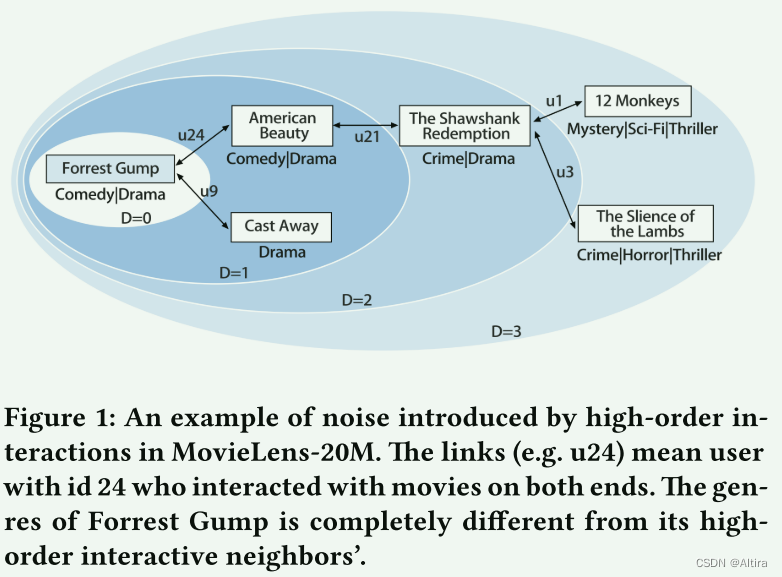 American
Beauty
Comedy|Drama
u24
Forrest Gump
Comedy|Drama
D=0
u9
Cast Away
Drama
D=1
u21
The Shawshank
Redemption
Crime|Drama
D=2
u1
12 Monkeys
Mystery|Sci-Fi|Thriller
u3
The Slience of
the Lambs
Crime|Horror|Thriller
D=3
Figure 1: An example of noise introduced by high-order in-
teractions in MovieLens-20M. The links (e.g. u24) mean user
with id 24 who interacted with movies on both ends. The gen-
res of Forrest Gump is completely different from its high-
order interactive neighbors'.
CSDN @Altira